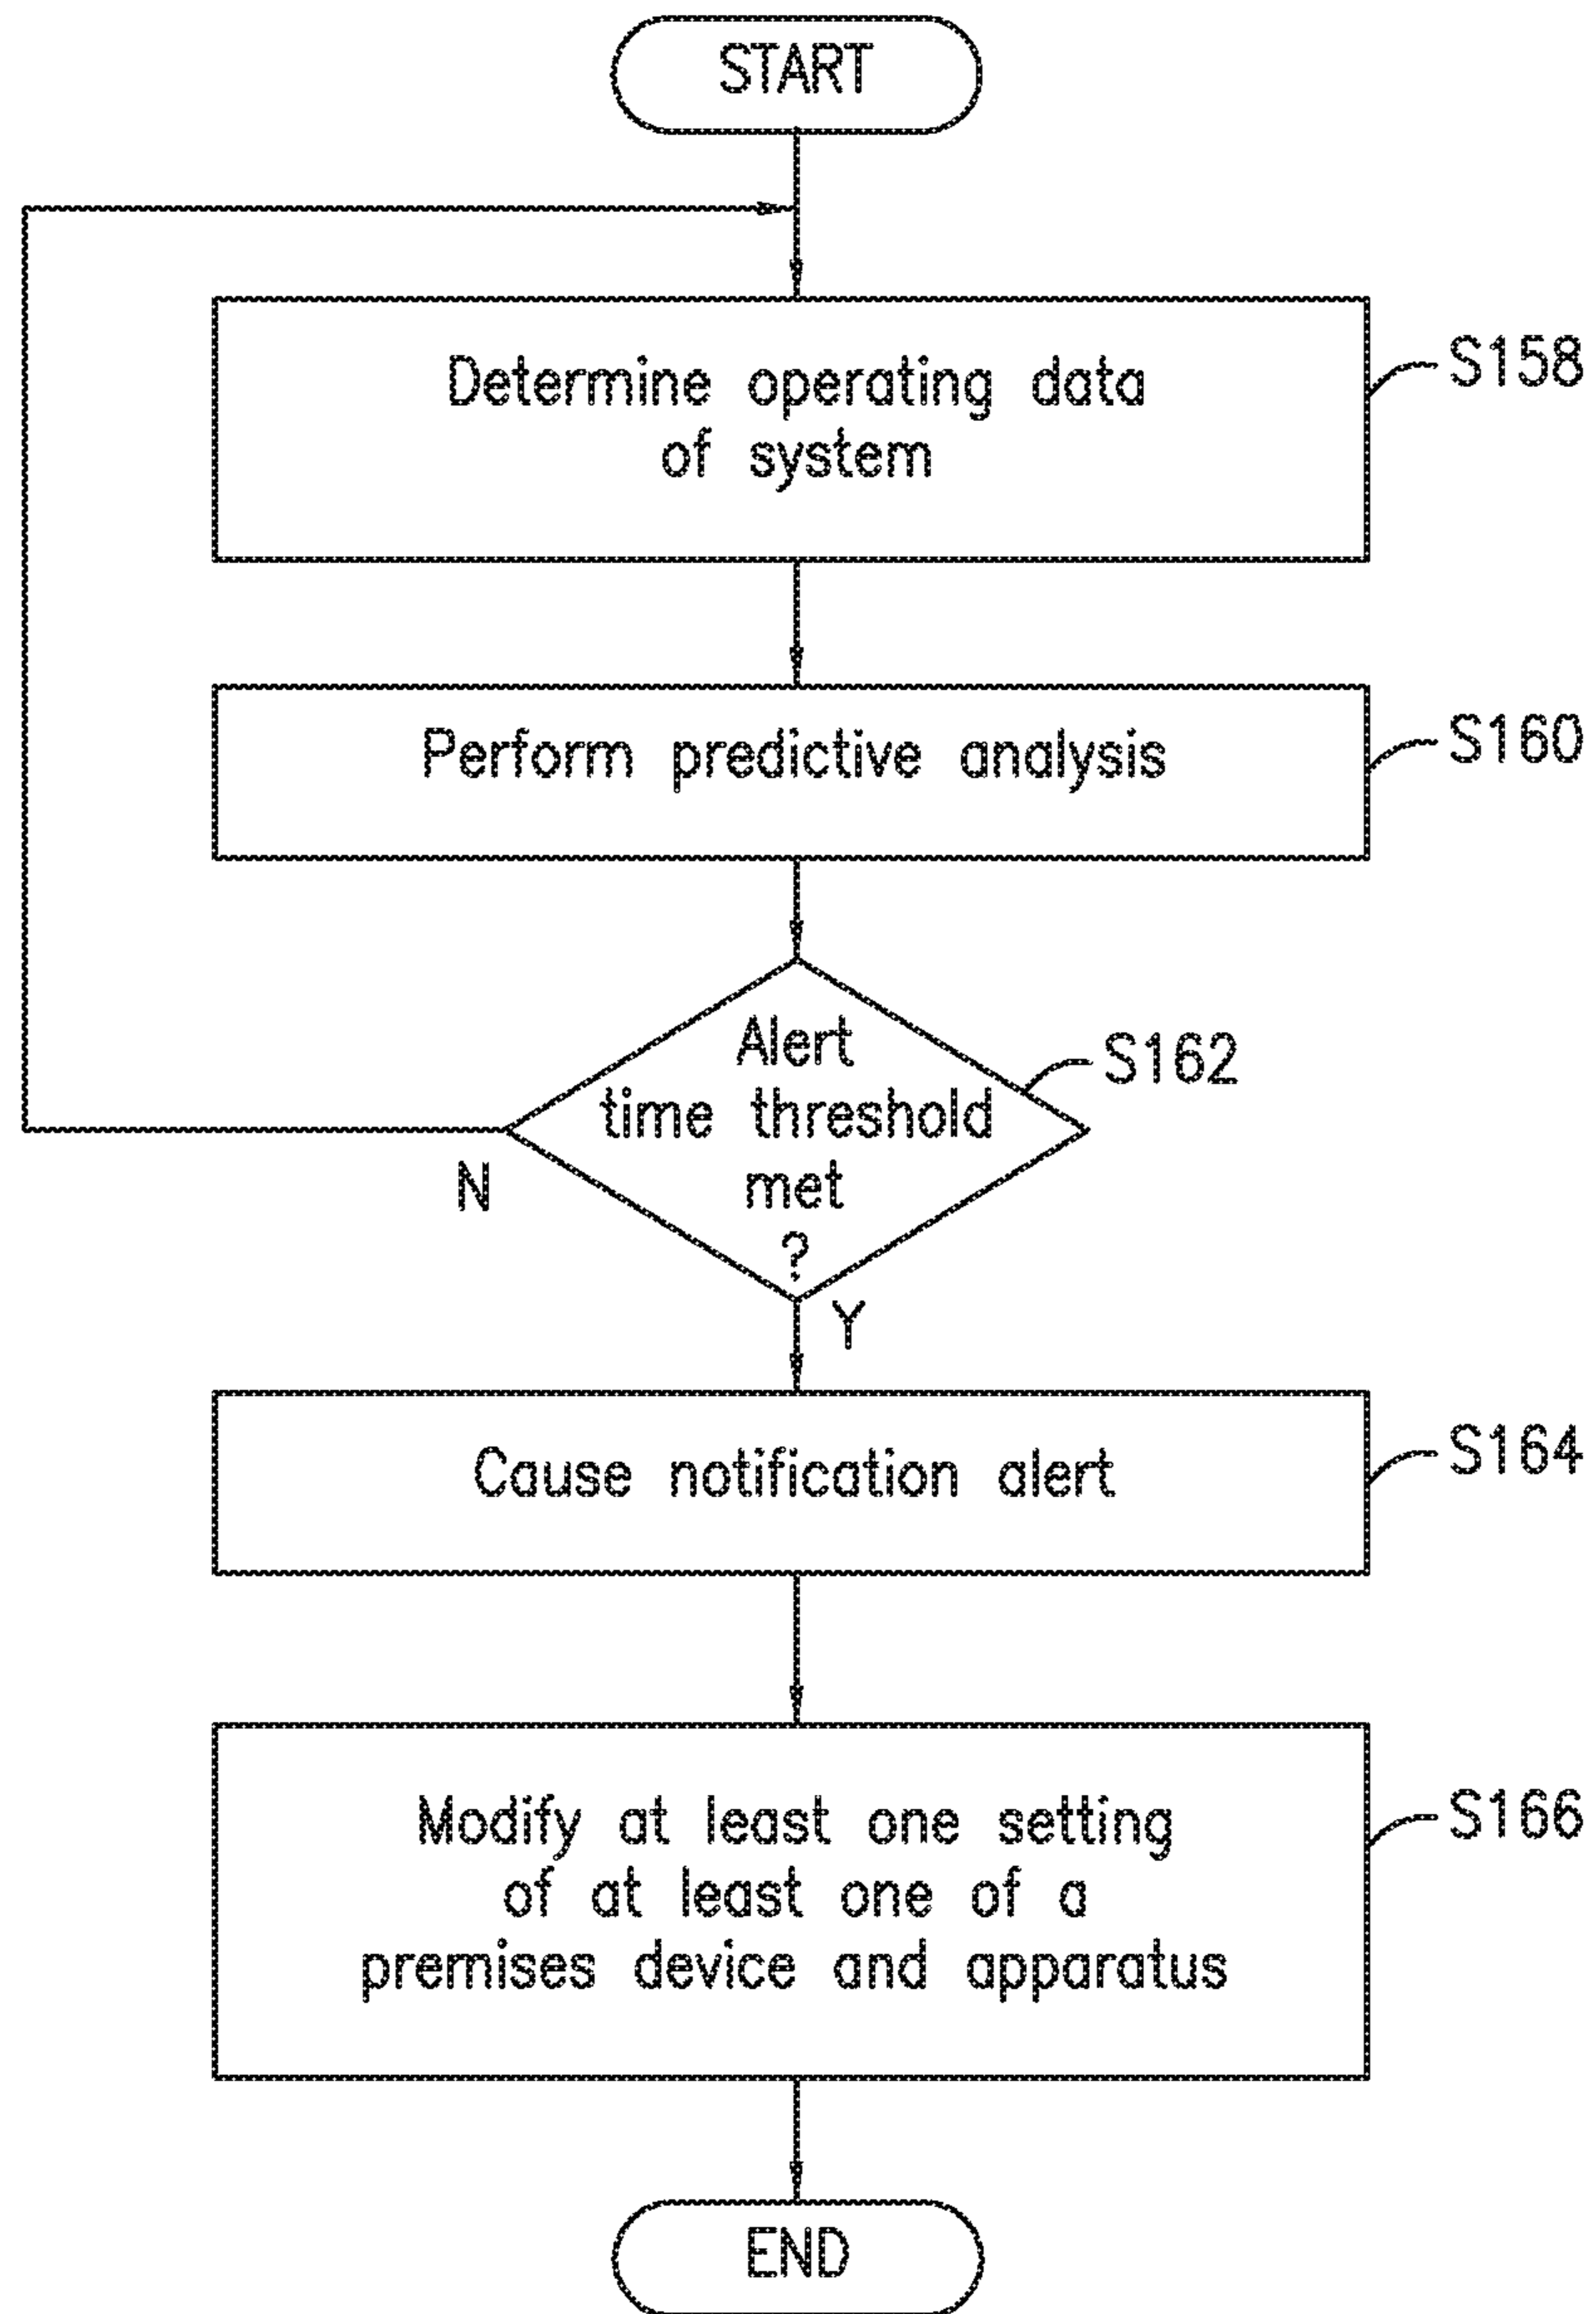 START
Determine operating data
of system
S158
Perform predictive analysis
S160
Alert
time threshold
met
?
S162
N
Y
Cause notification alert
S164
Modify at least one setting
of at least one of a
premises device and apparatus
S166
END